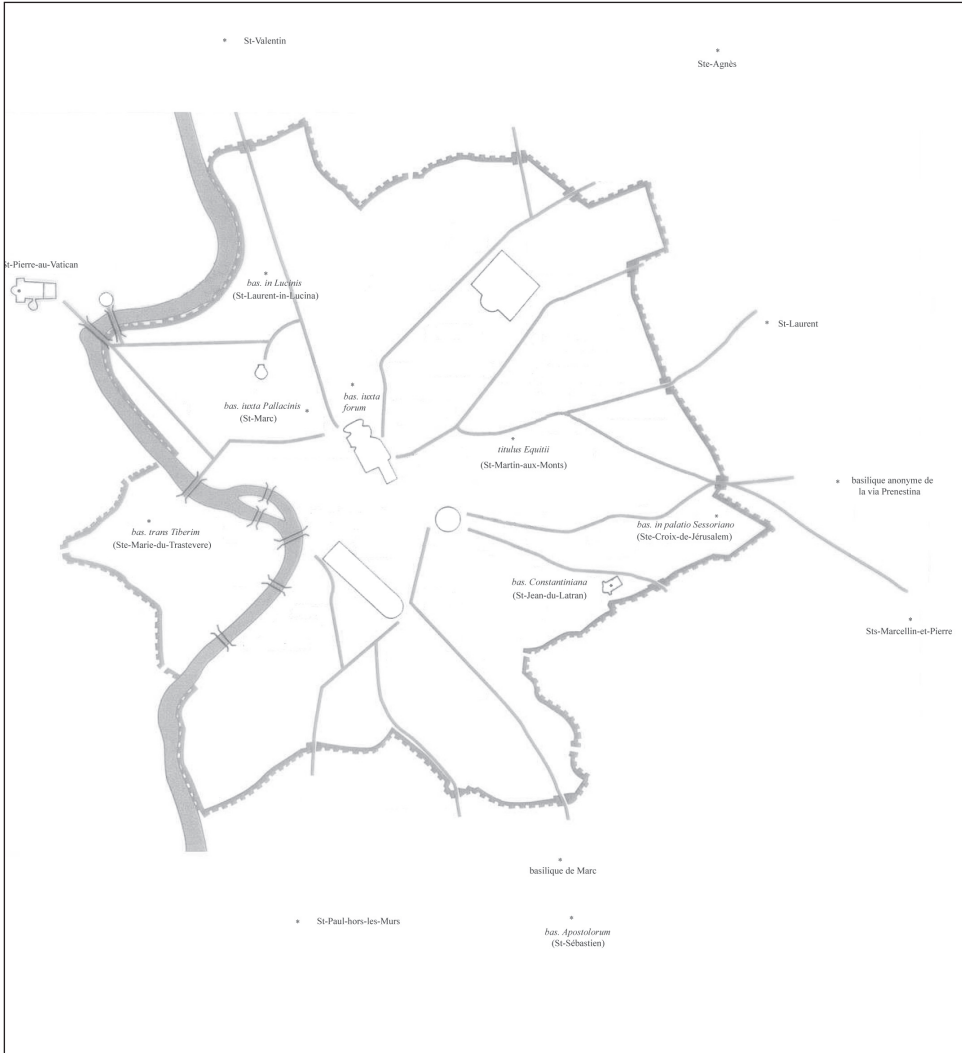 St-Valentin
Ste-Agnès
St-Pierre-au-Vatican
bas. in Lucinis
(St-Laurent-in-Lucina)
St-Laurent
bas. iuxta
forum
bas. iuxta Pallacinis
(St-Marc)
titulus Equitii
(St-Martin-aux-Monts)
basilique anonyme de
la via Prenestina
bas. trans Tiberim
(Ste-Marie-du-Trastevere)
bas. in palatio Sessoriano
(Ste-Croix-de-Jérusalem)
bas. Constantiniana
(St-Jean-du-Latran)
Sts-Marcellin-et-Pierre
basilique de Marc
St-Paul-hors-les-Murs
bas. Apostolorum
(St-Sébastien)